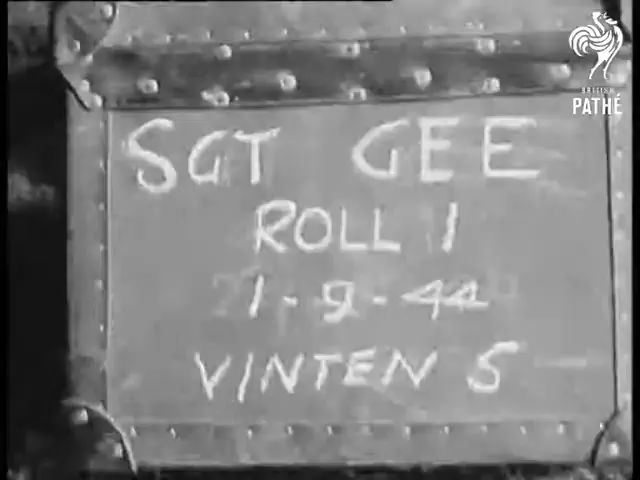 BRITISH
PATHÉ
SGT GEE
ROLL 1
1-9-44
VINTEN 5